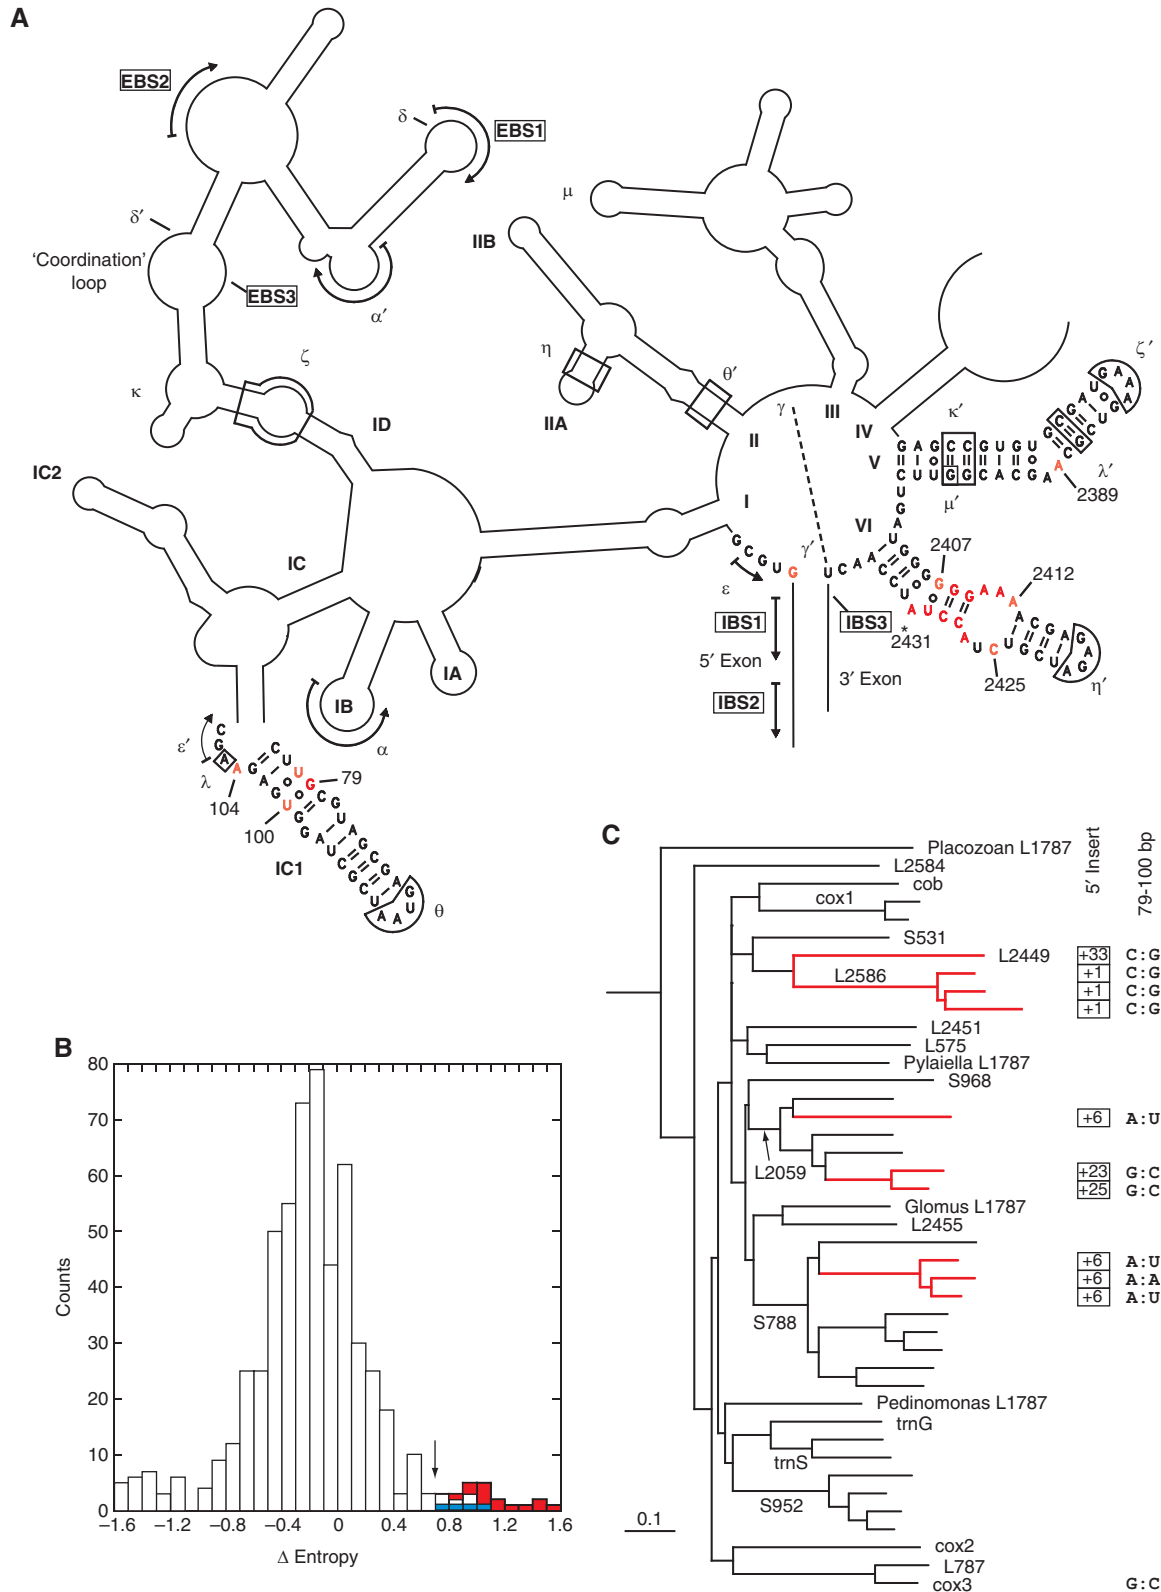 A
EBS2
δ
EBS1
δ′
‘Coordination’
loop
EBS3
α′
κ
ζ
ID
IC2
IC
IB
IA
α
ε′
λ
104
100
79
IC1
θ
μ
IIB
η
IIA
θ′
γ
III
II
IV
I
V
VI
κ′
ζ′
λ′
μ′
2389
γ′
ε
IBS1
5′ Exon
IBS2
IBS3
3′ Exon
2407
2412
*
2431
2425
η′
G C G U G
U C A A U
B
Counts
80
70
60
50
40
30
20
10
0
−1.6
−1.2
−0.8
−0.4
0
0.4
0.8
1.2
1.6
Δ Entropy
C
5′ Insert
79-100 bp
Placozoan L1787
L2584
cob
cox1
S531
L2449 +33 C:G
L2586 +1 C:G
+1 C:G
+1 C:G
L2451
L575
Pylaiella L1787
S968
+6 A:U
L2059
+23 G:C
+25 G:C
Glomus L1787
L2455
+6 A:U
+6 A:A
+6 A:U
S788
Pedinomonas L1787
trnG
trnS
S952
0.1
cox2
L787
cox3 G:C